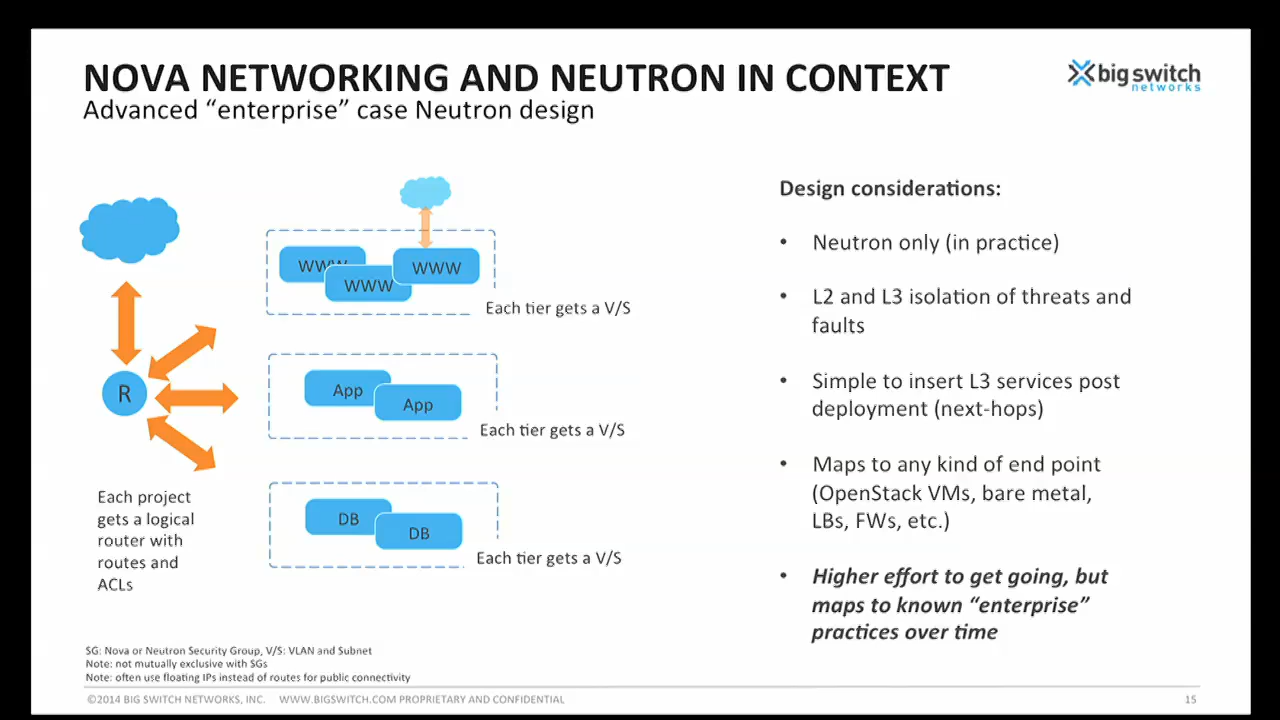 NOVA NETWORKING AND NEUTRON IN CONTEXT
Advanced “enterprise” case Neutron design
big switch
networks
WWW
WWW
WWW
Each tier gets a V/S
App
App
Each tier gets a V/S
DB
DB
Each tier gets a V/S
R
Each project
gets a logical
router with
routes and
ACLs
Design considerations:
• Neutron only (in practice)
• L2 and L3 isolation of threats and
faults
• Simple to insert L3 services post
deployment (next-hops)
• Maps to any kind of end point
(OpenStack VMs, bare metal,
LBs, FWs, etc.)
• Higher effort to get going, but
maps to known “enterprise”
practices over time
SG: Nova or Neutron Security Group, V/S: VLAN and Subnet
Note: not mutually exclusive with SGs
Note: often use floating IPs instead of routes for public connectivity
©2014 BIG SWITCH NETWORKS, INC. WWW.BIGSWITCH.COM PROPRIETARY AND CONFIDENTIAL
15